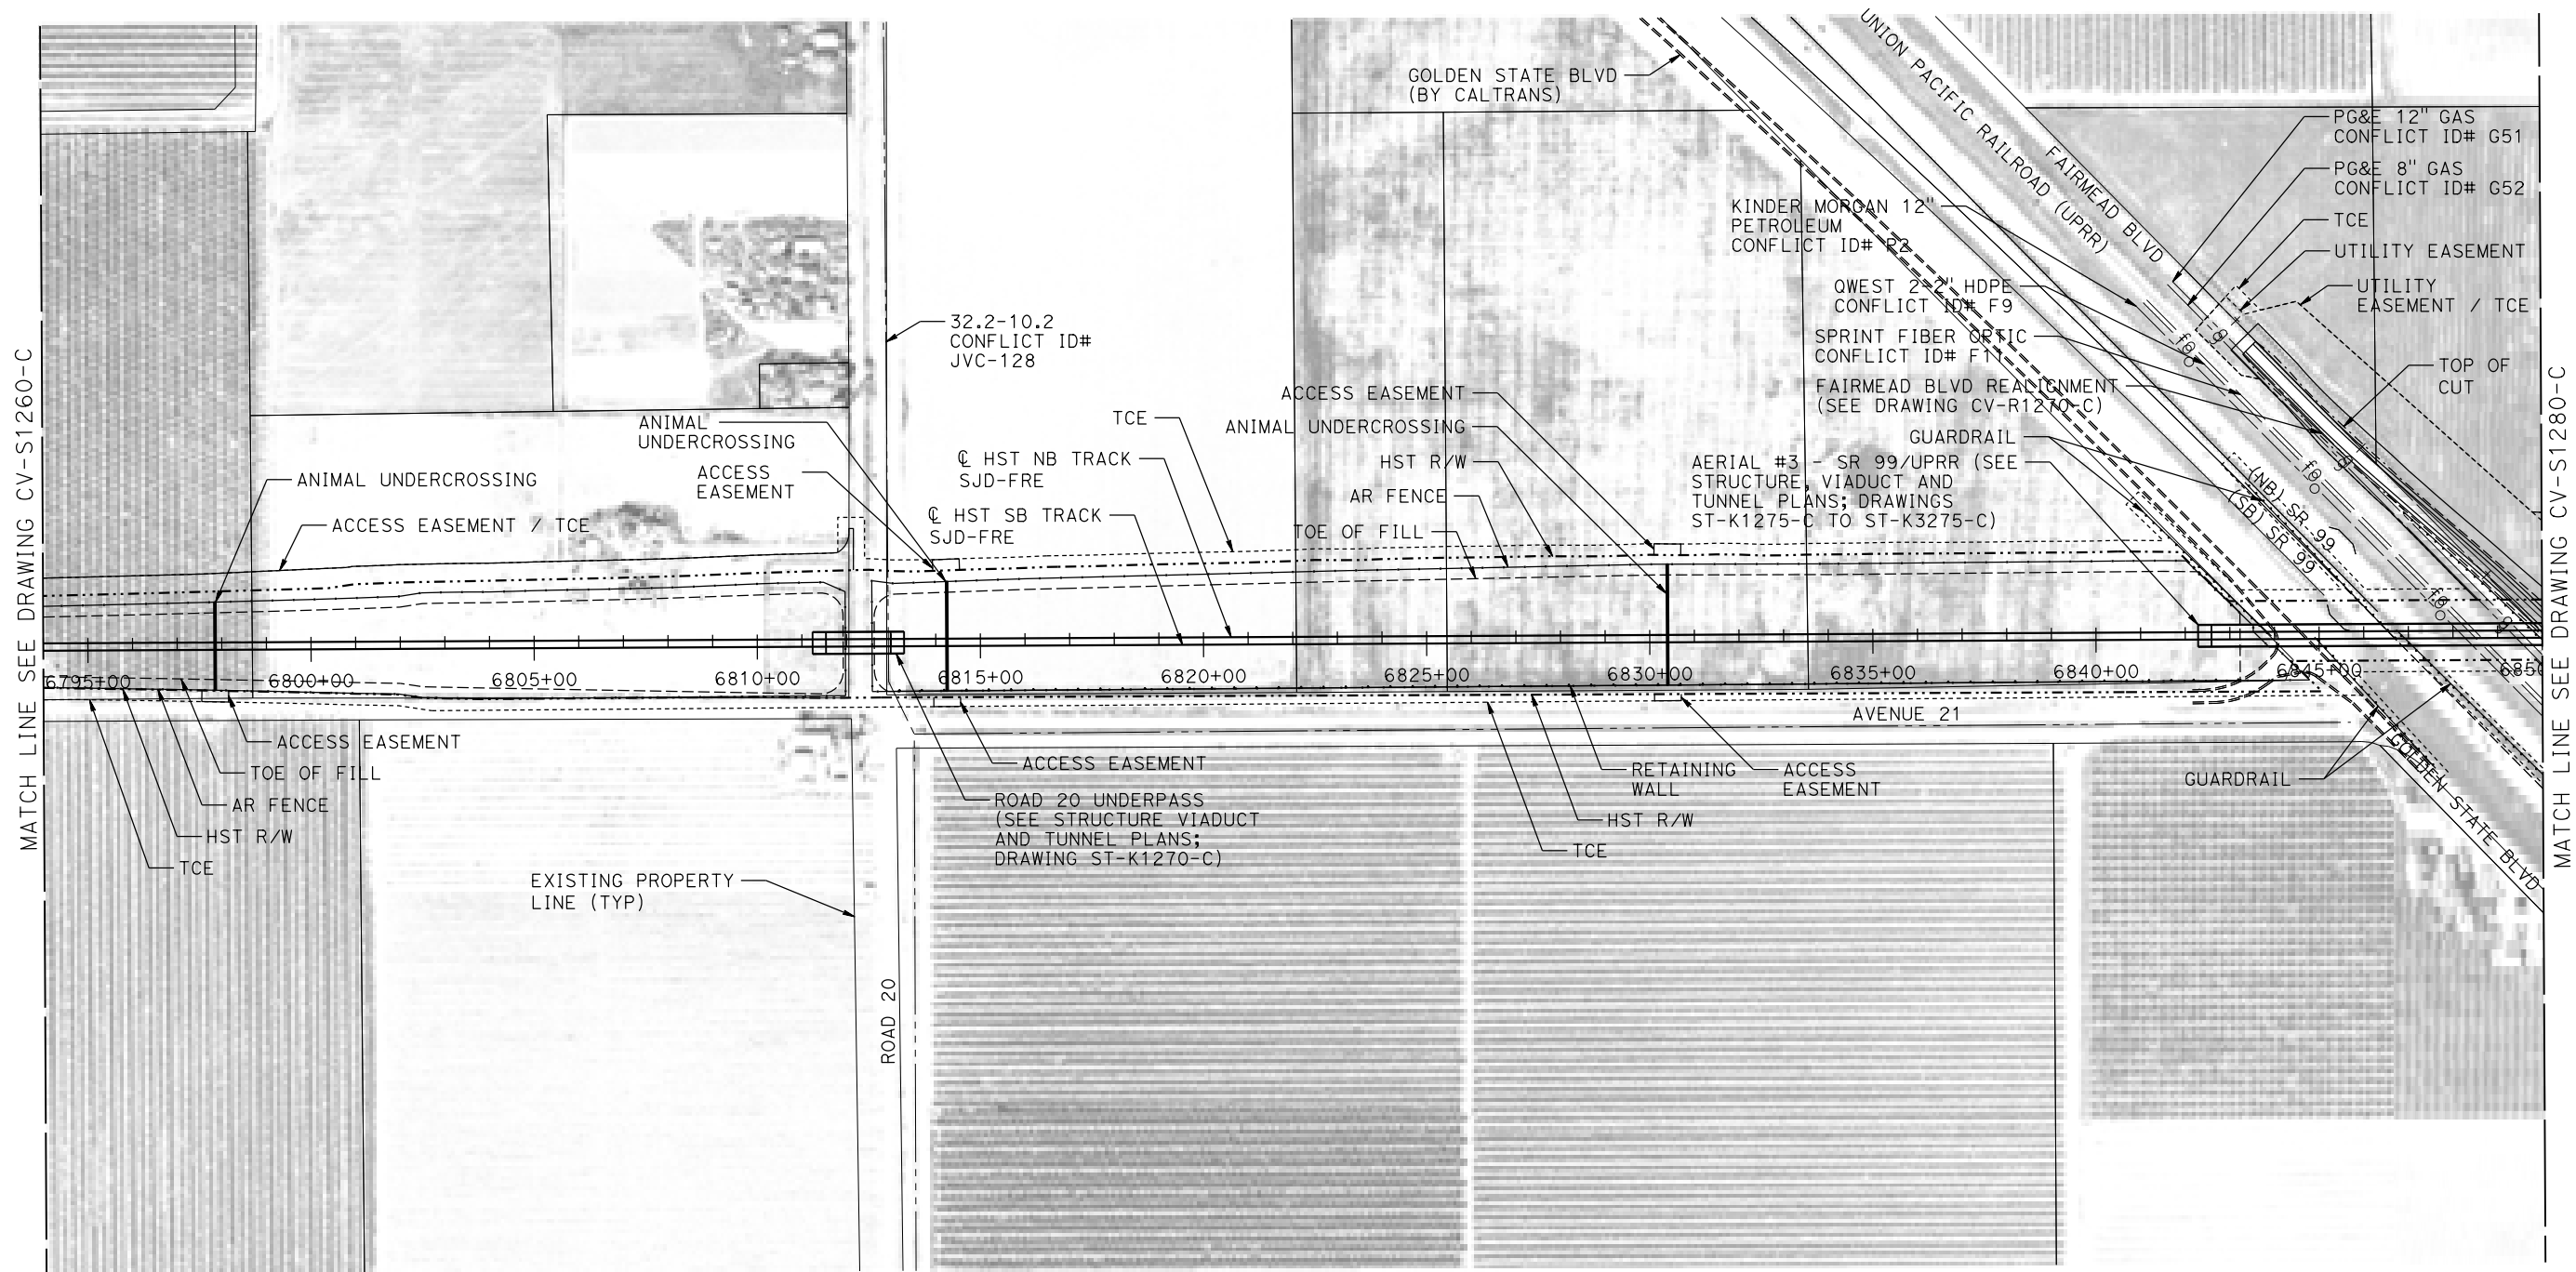 GOLDEN STATE BLVD
(BY CALTRANS)
UNION PACIFIC RAILROAD (UPRR)
FAIRMEAD BLVD
PG&E 12" GAS
CONFLICT ID# G51
PG&E 8" GAS
CONFLICT ID# G52
TCE
UTILITY EASEMENT
UTILITY
EASEMENT / TCE
TOP OF
CUT
KINDER MORGAN 12"
PETROLEUM
CONFLICT ID# P2
QWEST 2-2" HDPE
CONFLICT ID# F9
SPRINT FIBER OPTIC
CONFLICT ID# F11
FAIRMEAD BLVD REALIGNMENT
(SEE DRAWING CV-R1270-C)
GUARDRAIL
AERIAL #3 - SR 99/UPRR (SEE
STRUCTURE, VIADUCT AND
TUNNEL PLANS; DRAWINGS
ST-K1275-C TO ST-K3275-C)
(NB) SR 99
(SB) SR 99
32.2-10.2
CONFLICT ID#
JVC-128
ACCESS EASEMENT
ANIMAL UNDERCROSSING
HST R/W
AR FENCE
TOE OF FILL
TCE
℄ HST NB TRACK
SJD-FRE
℄ HST SB TRACK
SJD-FRE
ANIMAL
UNDERCROSSING
ACCESS
EASEMENT
ANIMAL UNDERCROSSING
ACCESS EASEMENT / TCE
MATCH LINE SEE DRAWING CV-S1260-C
MATCH LINE SEE DRAWING CV-S1280-C
6795+00
6800+00
6805+00
6810+00
6815+00
6820+00
6825+00
6830+00
6835+00
6840+00
6845+00
6850
AVENUE 21
ACCESS EASEMENT
TOE OF FILL
AR FENCE
HST R/W
TCE
ACCESS EASEMENT
ROAD 20 UNDERPASS
(SEE STRUCTURE VIADUCT
AND TUNNEL PLANS;
DRAWING ST-K1270-C)
EXISTING PROPERTY
LINE (TYP)
ROAD 20
RETAINING
WALL
HST R/W
TCE
ACCESS
EASEMENT
GUARDRAIL
GOLDEN STATE BLVD
fo
fo
fo
g
g
g